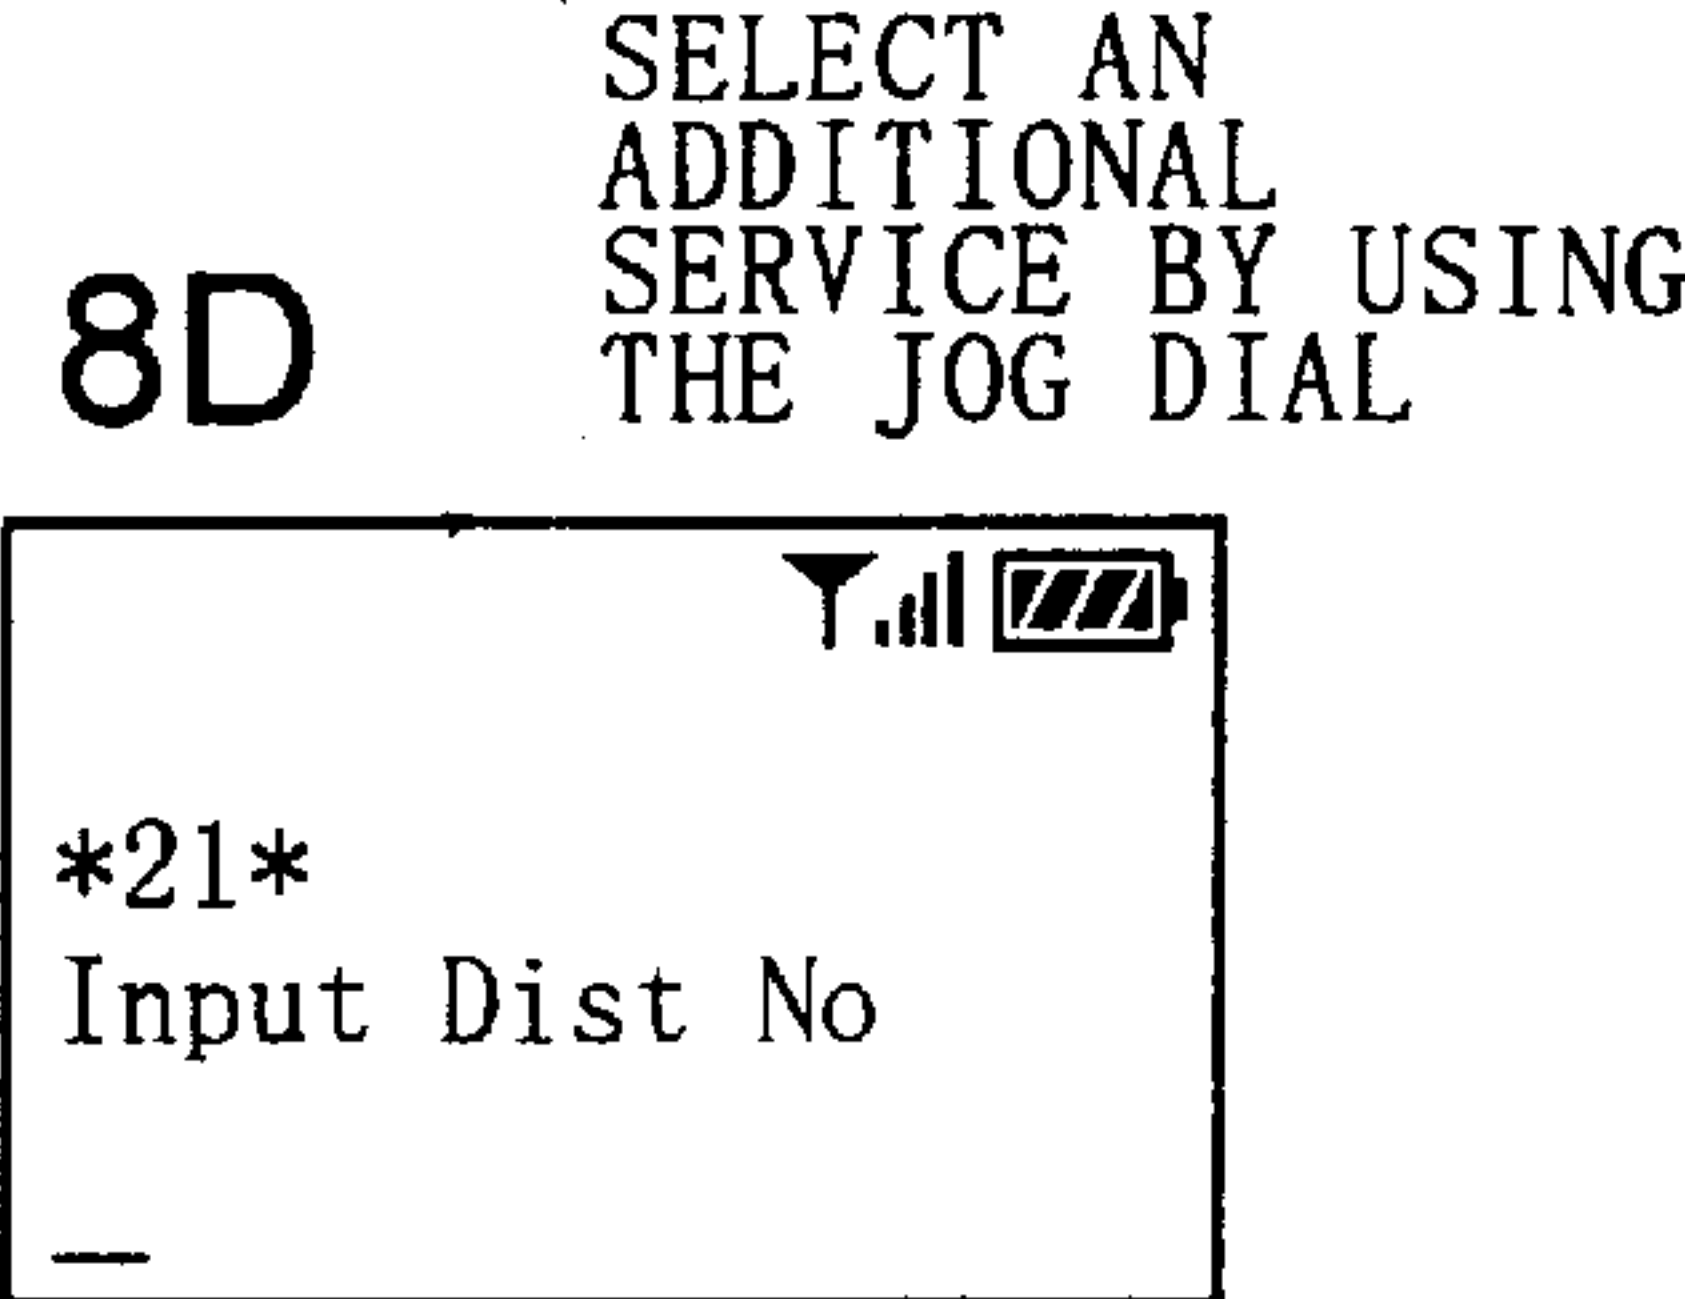 SELECT AN
ADDITIONAL
SERVICE BY USING
THE JOG DIAL
8D
*21*
Input Dist No